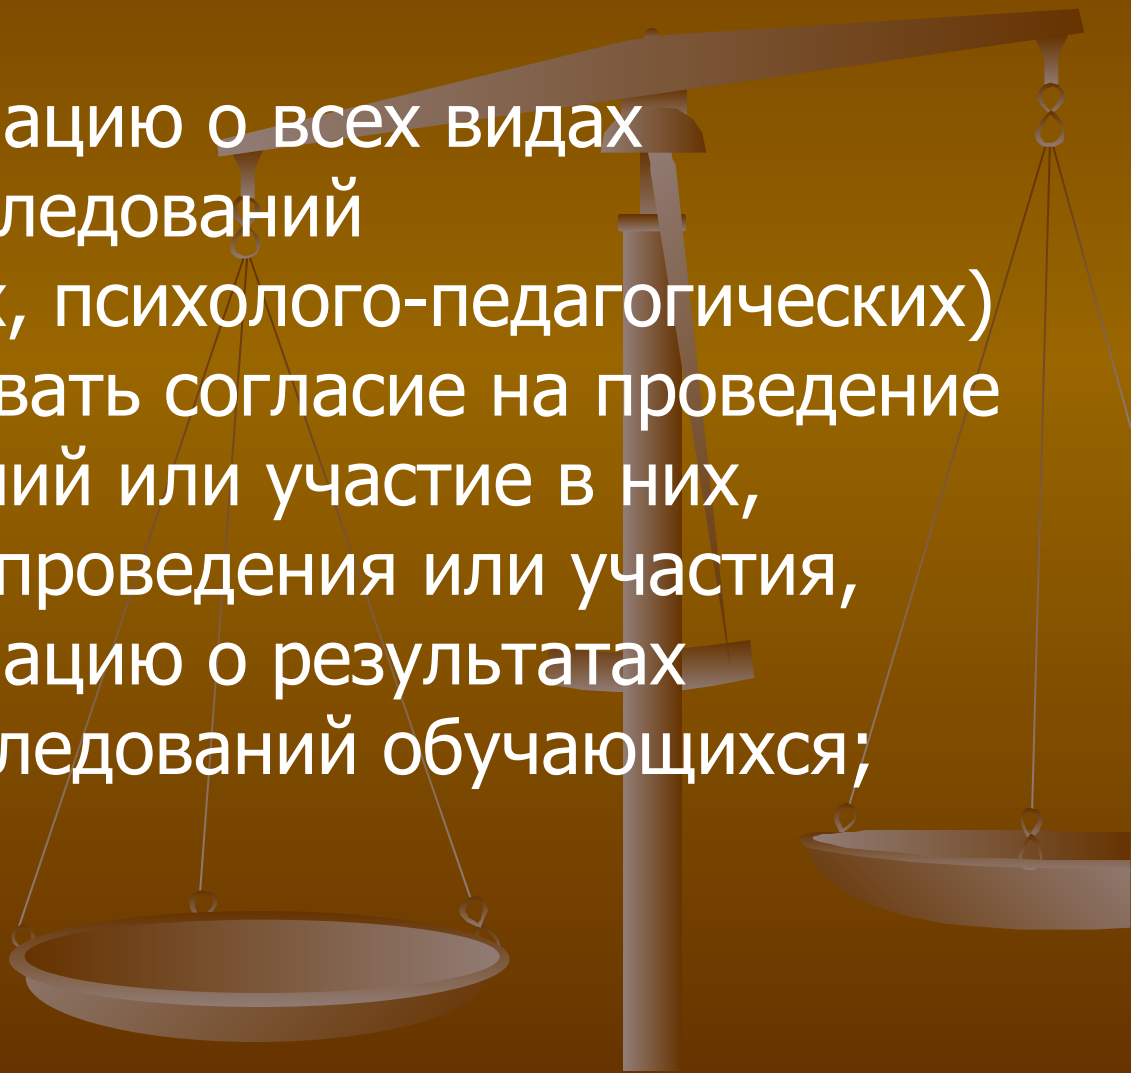 ацию о всех видах
ледований
х, психолого-педагогических)
вать согласие на проведение
ний или участие в них,
проведения или участия,
ацию о результатах
ледований обучающихся;